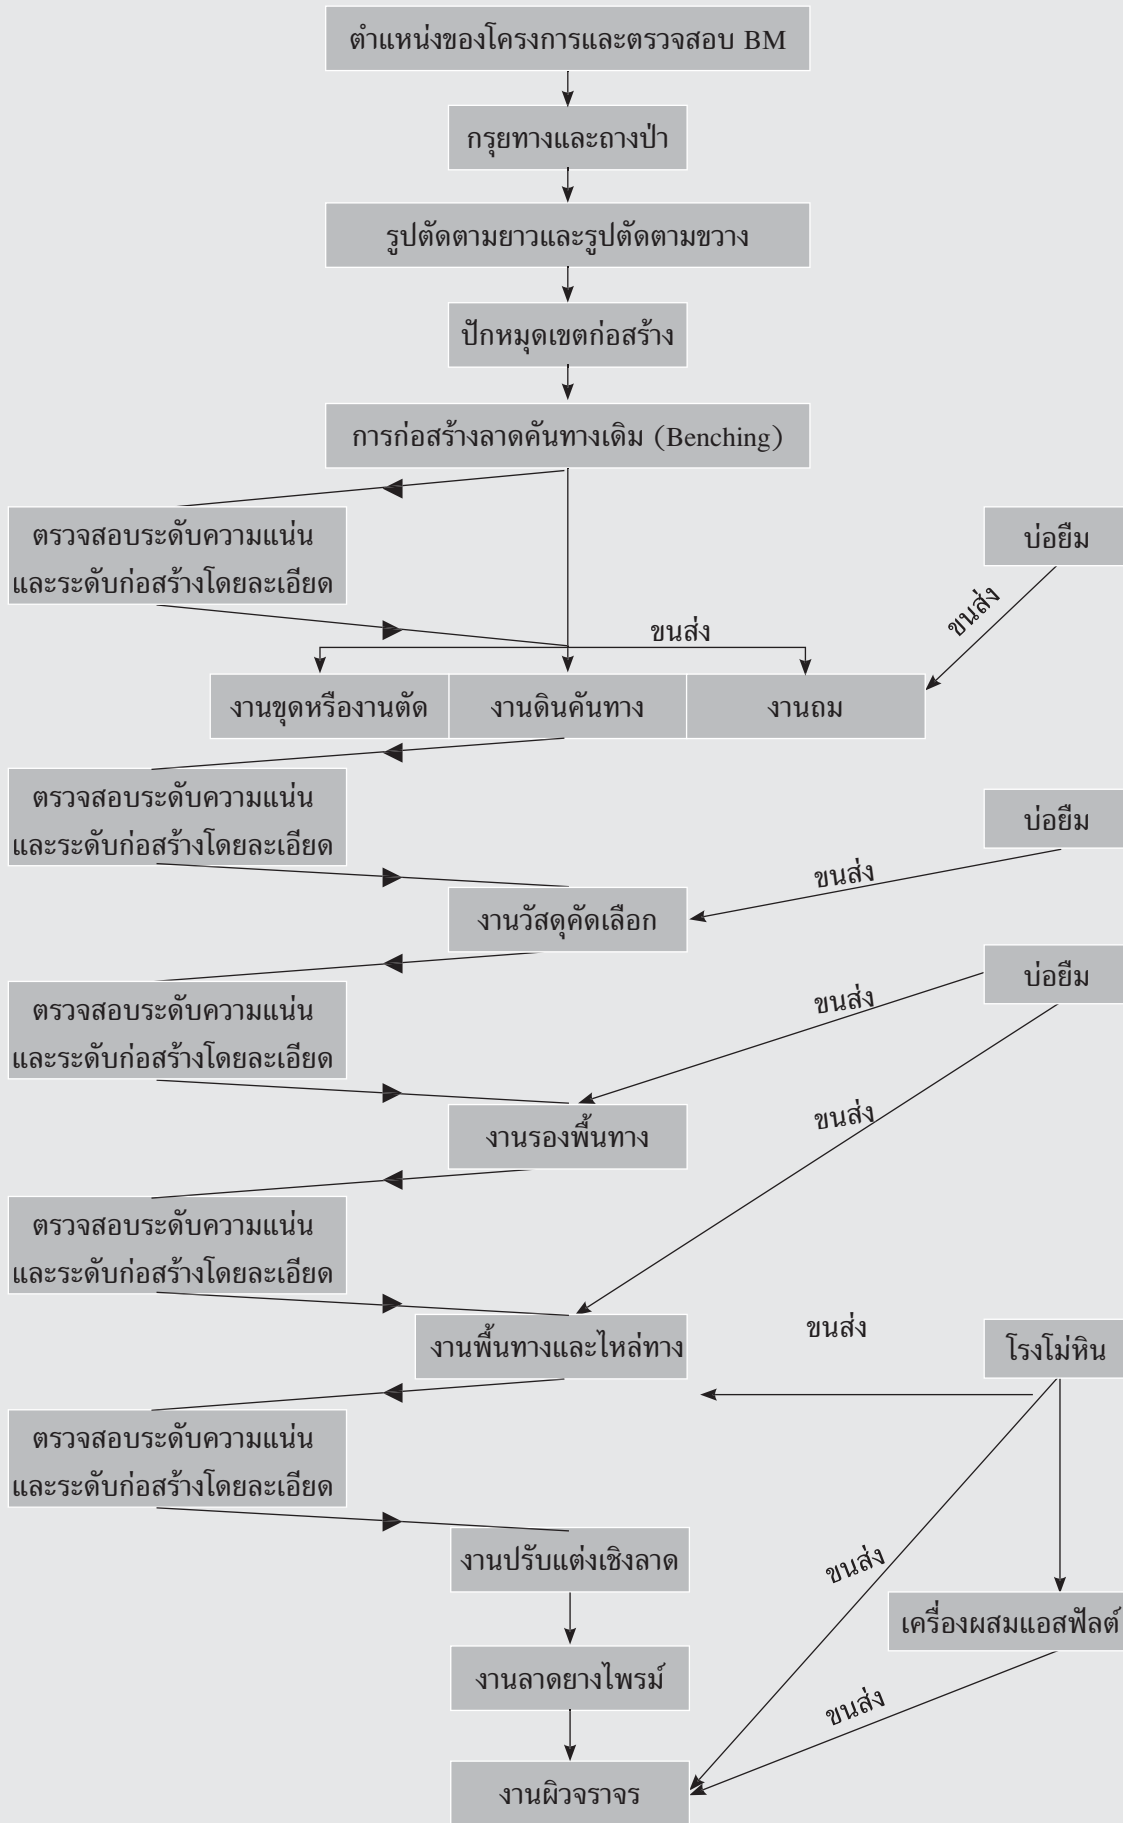 ตำแหน่งของโครงการและตรวจสอบ BM
กรุยทางและถางป่า
รูปตัดตามยาวและรูปตัดตามขวาง
ปักหมุดเขตก่อสร้าง
การก่อสร้างลาดคันทางเดิม (Benching)
ตรวจสอบระดับความแน่น
และระดับก่อสร้างโดยละเอียด
บ่อยืม
ขนส่ง
ขนส่ง
งานขุดหรืองานตัด
งานดินคันทาง
งานถม
ตรวจสอบระดับความแน่น
และระดับก่อสร้างโดยละเอียด
บ่อยืม
ขนส่ง
งานวัสดุคัดเลือก
บ่อยืม
ตรวจสอบระดับความแน่น
และระดับก่อสร้างโดยละเอียด
ขนส่ง
งานรองพื้นทาง
ขนส่ง
ตรวจสอบระดับความแน่น
และระดับก่อสร้างโดยละเอียด
งานพื้นทางและไหล่ทาง
ขนส่ง
โรงโม่หิน
ตรวจสอบระดับความแน่น
และระดับก่อสร้างโดยละเอียด
งานปรับแต่งเชิงลาด
ขนส่ง
เครื่องผสมแอสฟัลต์
งานลาดยางไพรม์
ขนส่ง
งานผิวจราจร